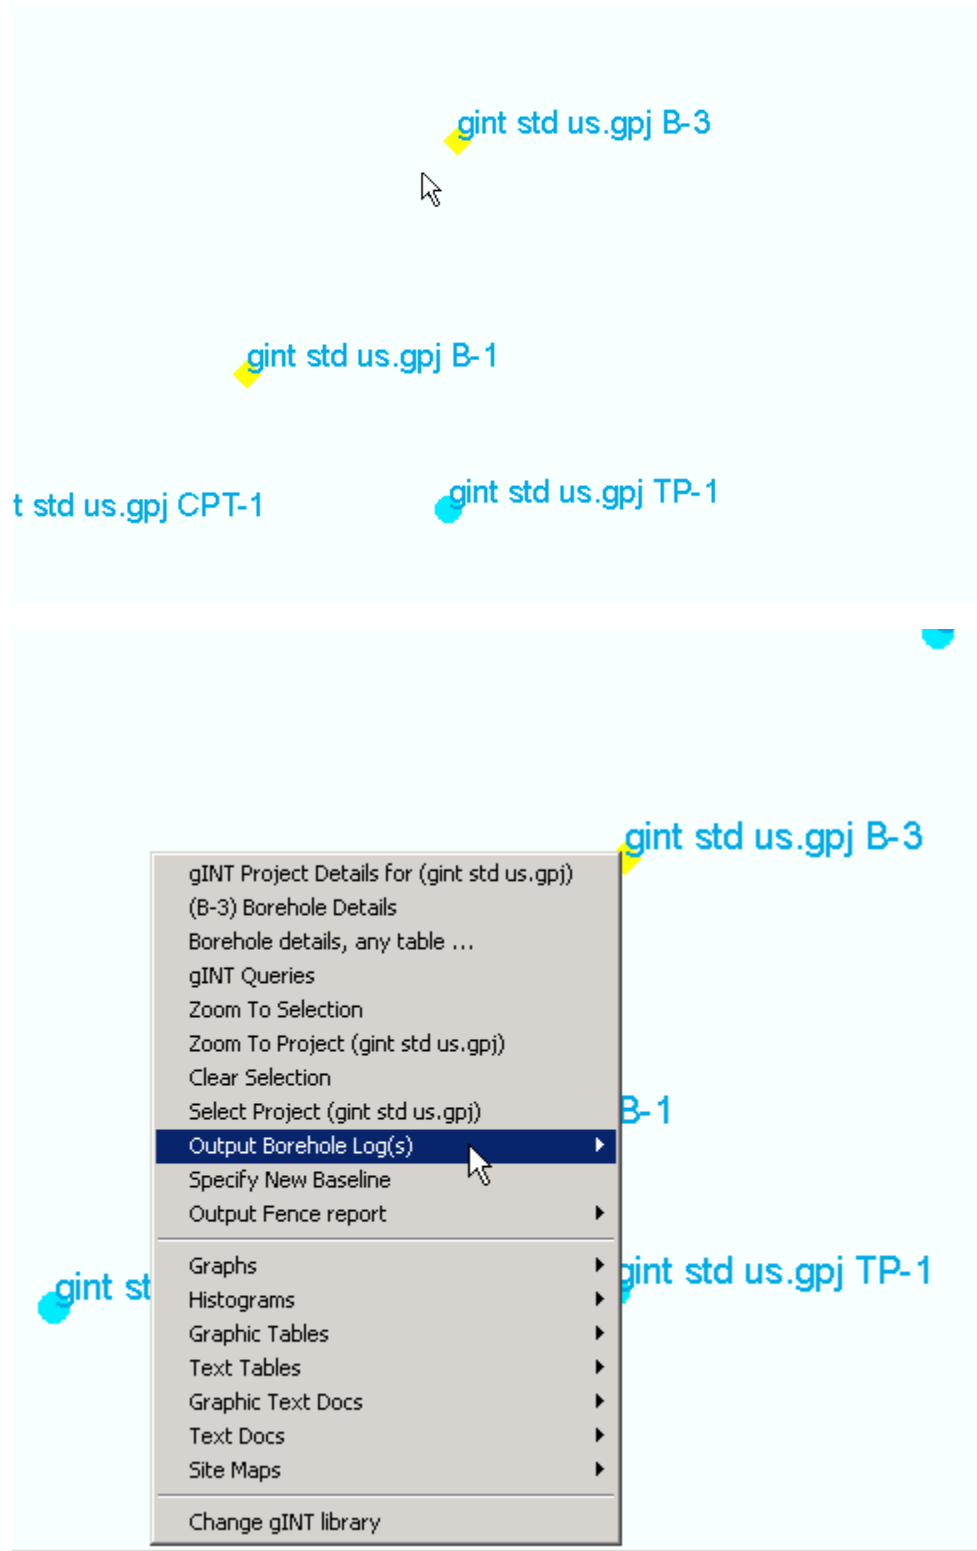 gint std us.gpj B-3
gint std us.gpj B-1
t std us.gpj CPT-1
gint std us.gpj TP-1
gint std us.gpj B-3
gINT Project Details for (gint std us.gpj)
(B-3) Borehole Details
Borehole details, any table ...
gINT Queries
Zoom To Selection
Zoom To Project (gint std us.gpj)
Clear Selection
Select Project (gint std us.gpj)
B-1
Output Borehole Log(s)
Specify New Baseline
Output Fence report
Graphs
gint st
gint std us.gpj TP-1
Histograms
Graphic Tables
Text Tables
Graphic Text Docs
Text Docs
Site Maps
Change gINT library